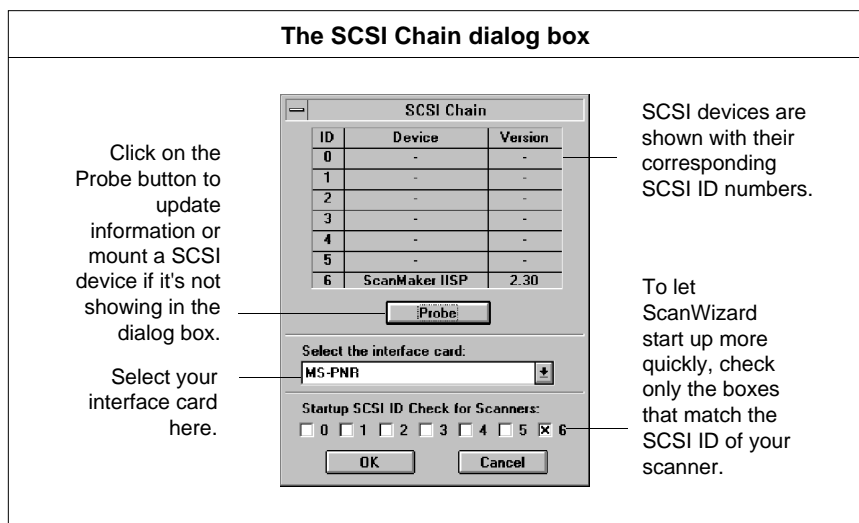 The SCSI Chain dialog box
Click on the
Probe button to
update
information or
mount a SCSI
device if it's not
showing in the
dialog box.
Select your
interface card
here.
SCSI Chain
ID Device Version
0 - -
1 - -
2 - -
3 - -
4 - -
5 - -
6 ScanMaker IISP 2.30
Probe
Select the interface card:
MS-PNR
Startup SCSI ID Check for Scanners:
0 1 2 3 4 5 6
OK Cancel
SCSI devices are
shown with their
corresponding
SCSI ID numbers.
To let
ScanWizard
start up more
quickly, check
only the boxes
that match the
SCSI ID of your
scanner.